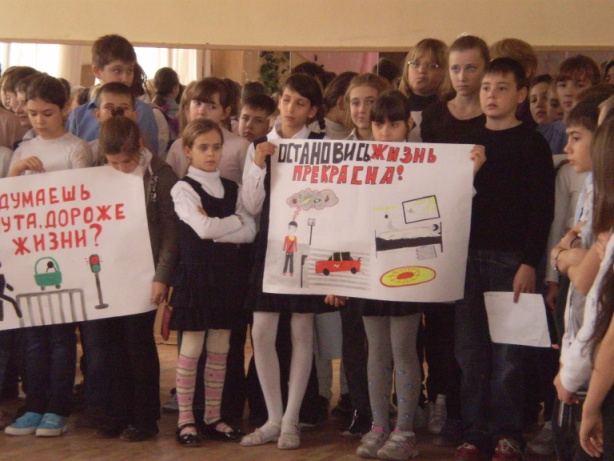 ДУМАЕШЬ
УТА. ДОРОЖЕ
ЖИЗНИ?
ОСТАНОВИСЬ ЖИЗНЬ
ПРЕКРАСНА!